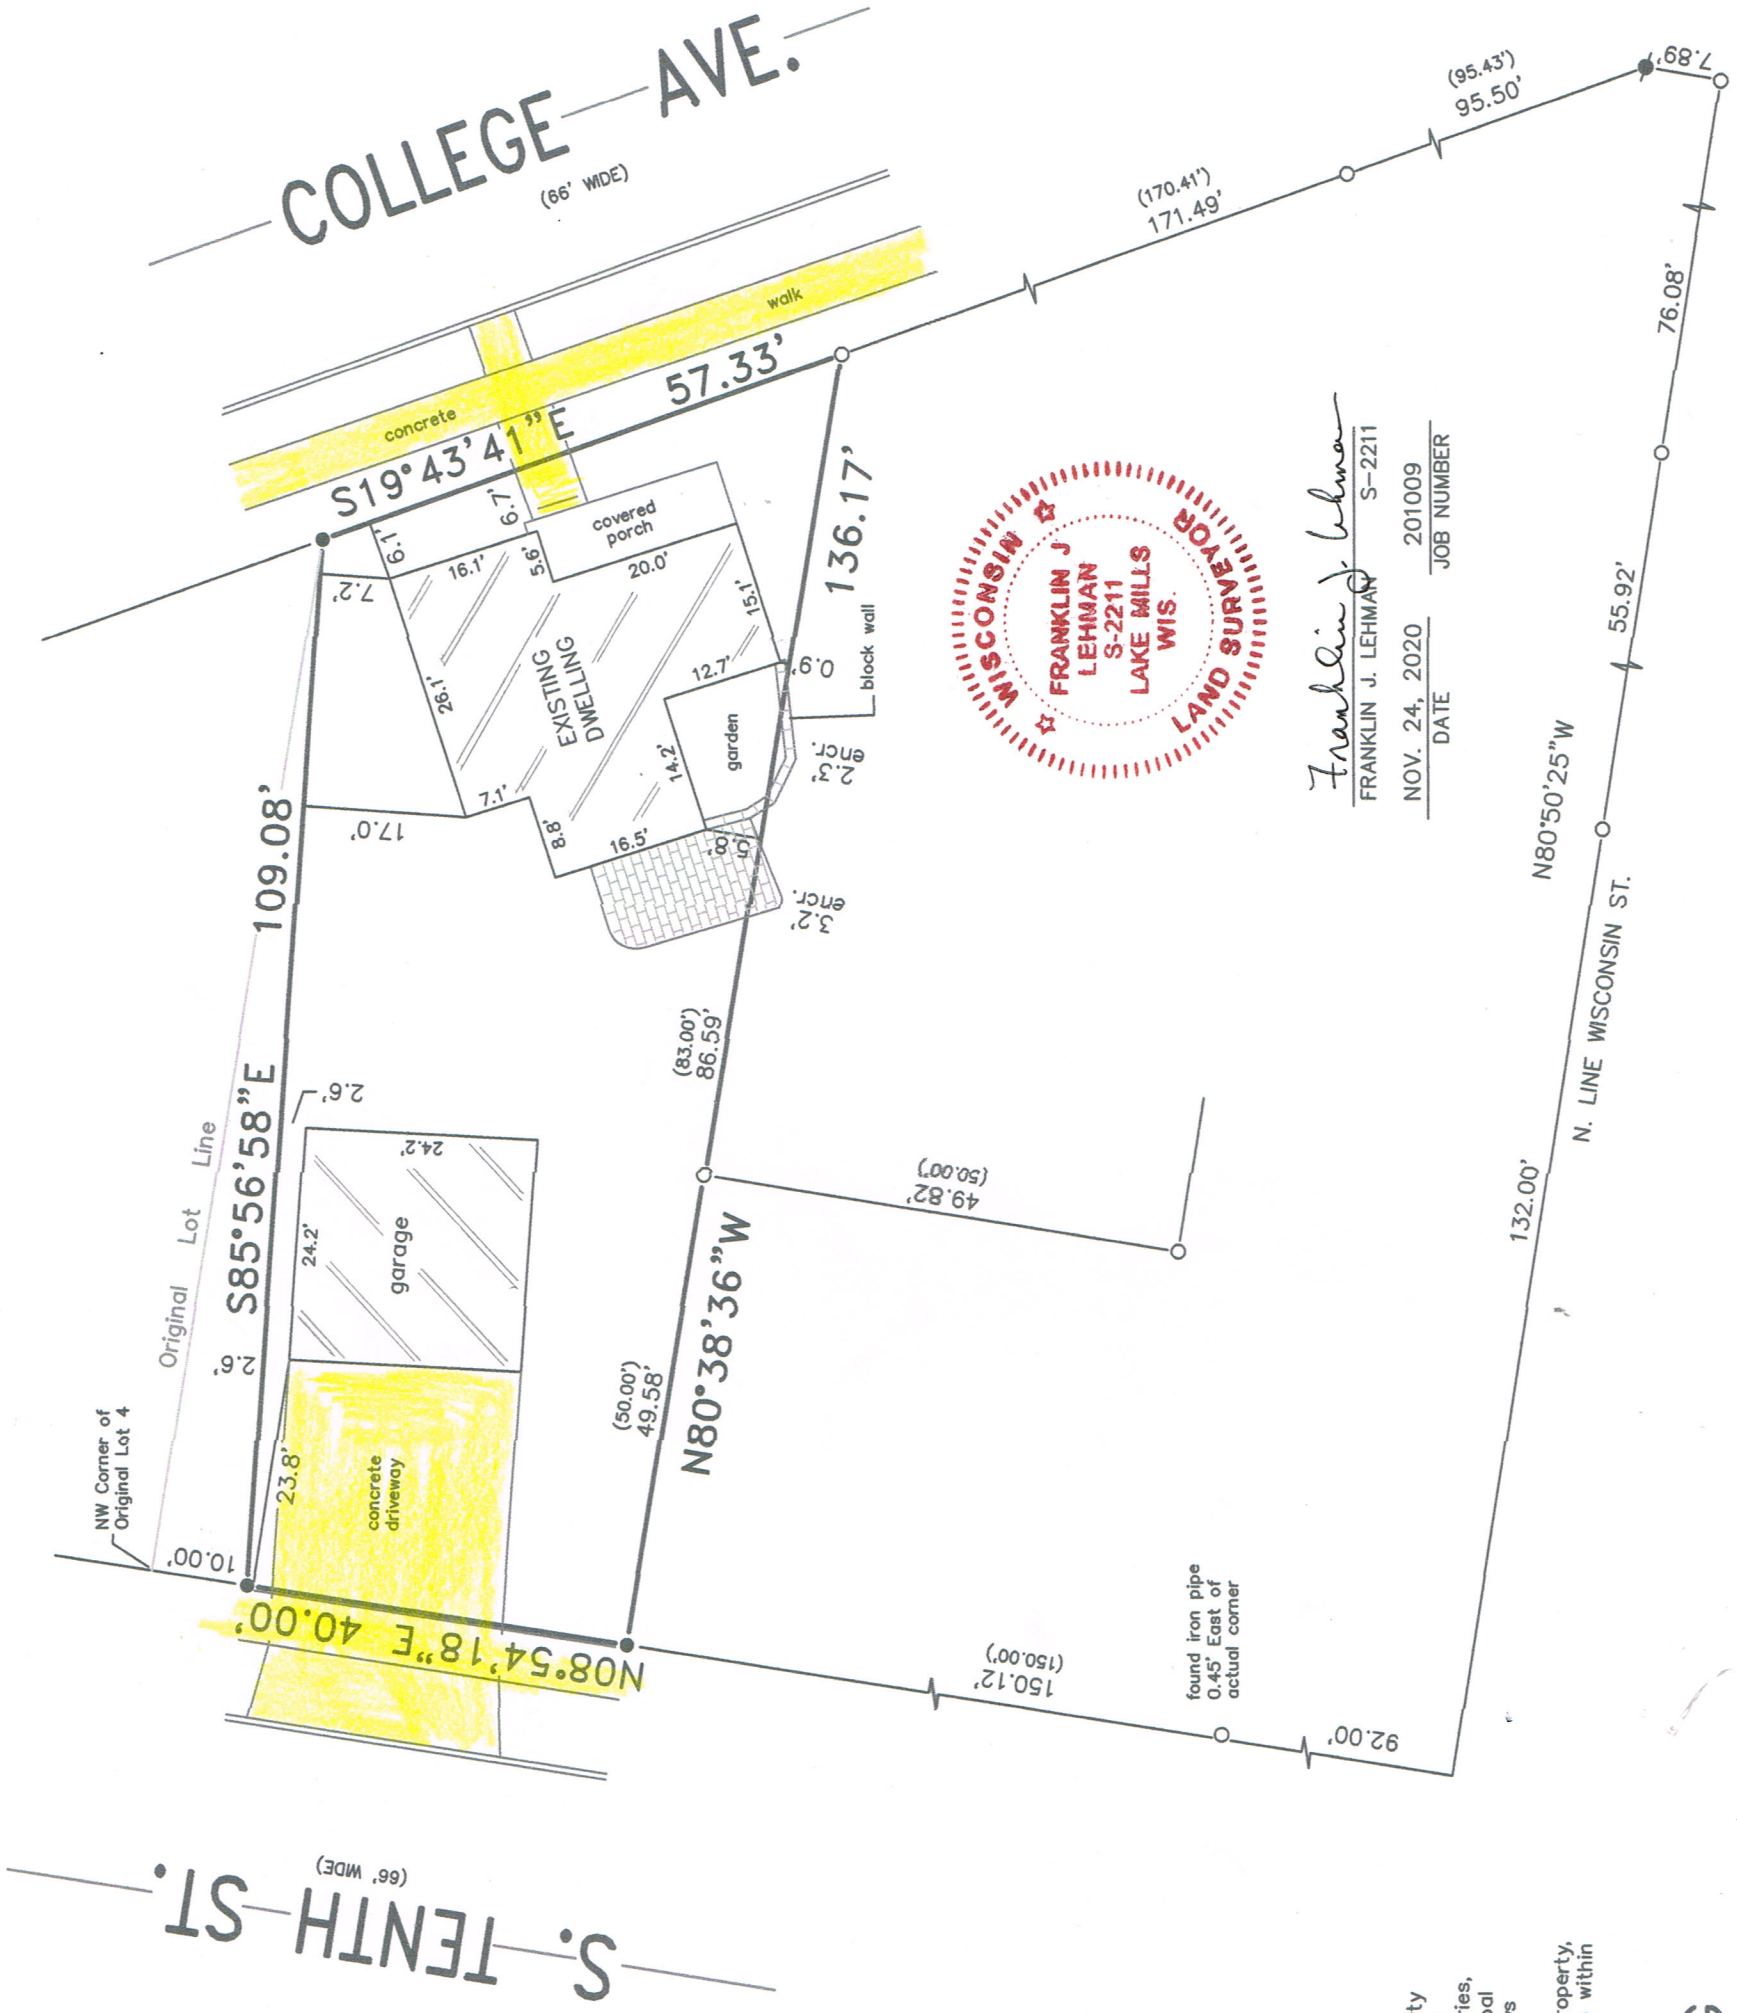 COLLEGE AVE.
(66' WIDE)
concrete walk
S19°43'41"E 57.33'
(170.41')
171.49'
(95.43')
95.50'
7.89'
76.08'
55.92'
N80°50'25"W
N. LINE WISCONSIN ST.
132.00'
6.1'
6.7'
7.2'
16.1'
5.6'
covered
porch
20.0'
15.1'
26.1'
EXISTING
DWELLING
12.7'
0.9'
block wall
136.17'
garden
14.2'
2.3'
encr.
7.1'
8.8'
16.5'
5.8'
3.2'
encr.
17.0'
109.08'
S85°56'58"E
Original Lot Line
2.6'
24.2'
24.2'
garage
2.6'
(83.00')
86.59'
49.82'
(50.00')
N80°38'36"W
(50.00')
49.58'
NW Corner of
Original Lot 4
10.00'
23.8'
concrete
driveway
N08°54'18"E 40.00'
150.12'
(150.00')
found iron pipe
0.45' East of
actual corner
92.00'
S. TENTH ST.
(66' WIDE)
WISCONSIN
FRANKLIN J
LEHMAN
S-2211
LAKE MILLS
WIS.
LAND SURVEYOR
Franklin J. Lehman
FRANKLIN J. LEHMAN S-2211
NOV. 24, 2020 201009
DATE JOB NUMBER
within